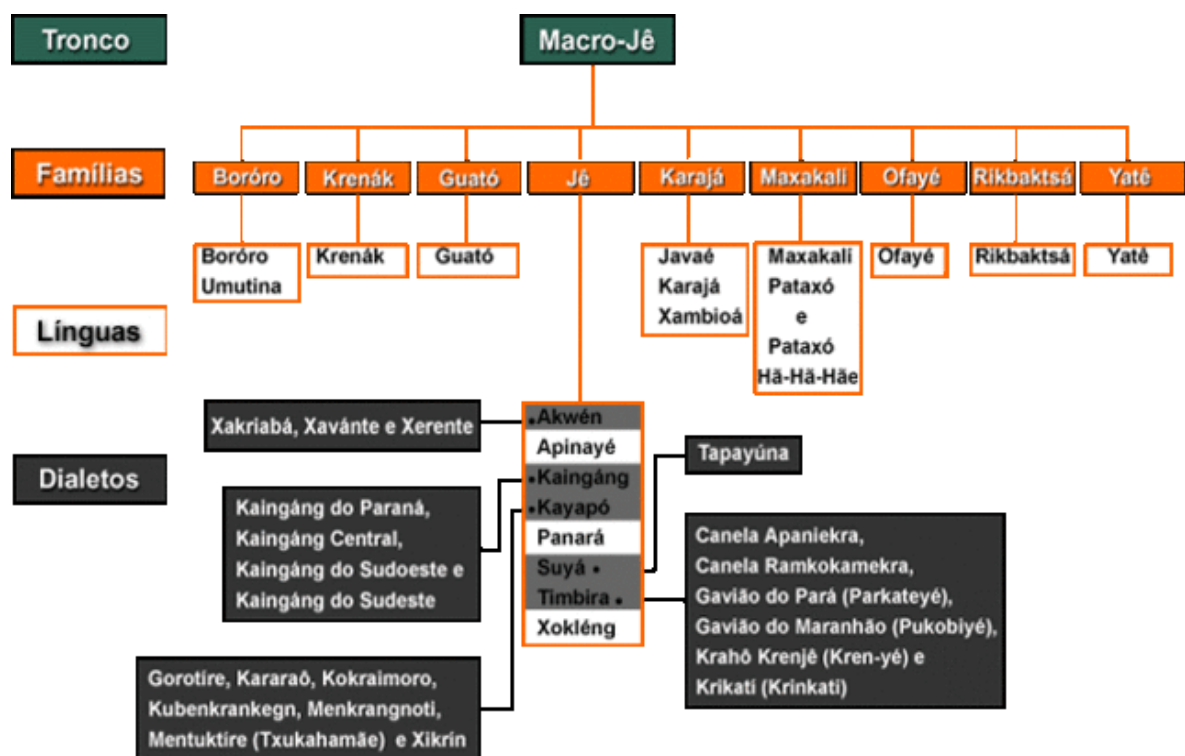 Tronco
Macro-Jê
Famílias
Boróro
Krenák
Guató
Jê
Karajá
Maxakalí
Ofayé
Rikbaktsá
Yatê
Boróro
Umutina
Krenák
Guató
Javaé
Karajá
Xambioá
Maxakalí
Pataxó
e
Pataxó
Hã-Hã-Hãe
Ofayé
Rikbaktsá
Yatê
Línguas
Xakriabá, Xavánte e Xerente
•Akwén
Apinayé
•Kaingáng
•Kayapó
Panará
Suyá •
Timbira •
Xokléng
Tapayúna
Dialetos
Kaingáng do Paraná,
Kaingáng Central,
Kaingáng do Sudoeste e
Kaingáng do Sudeste
Canela Apaniekra,
Canela Ramkokamekra,
Gavião do Pará (Parkateyé),
Gavião do Maranhão (Pukobiyé),
Krahô Krenjê (Kren-yé) e
Krikatí (Krinkati)
Gorotíre, Kararaô, Kokraimoro,
Kubenkrankegn, Menkrangnoti,
Mentuktíre (Txukahamãe) e Xikrin